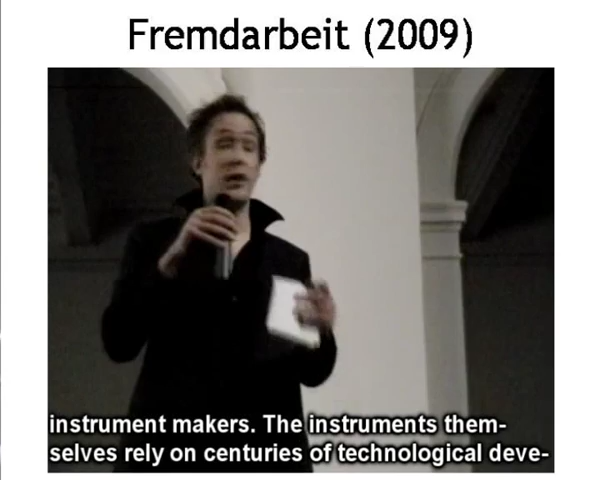 Fremdarbeit (2009)
instrument makers. The instruments them-
selves rely on centuries of technological deve-